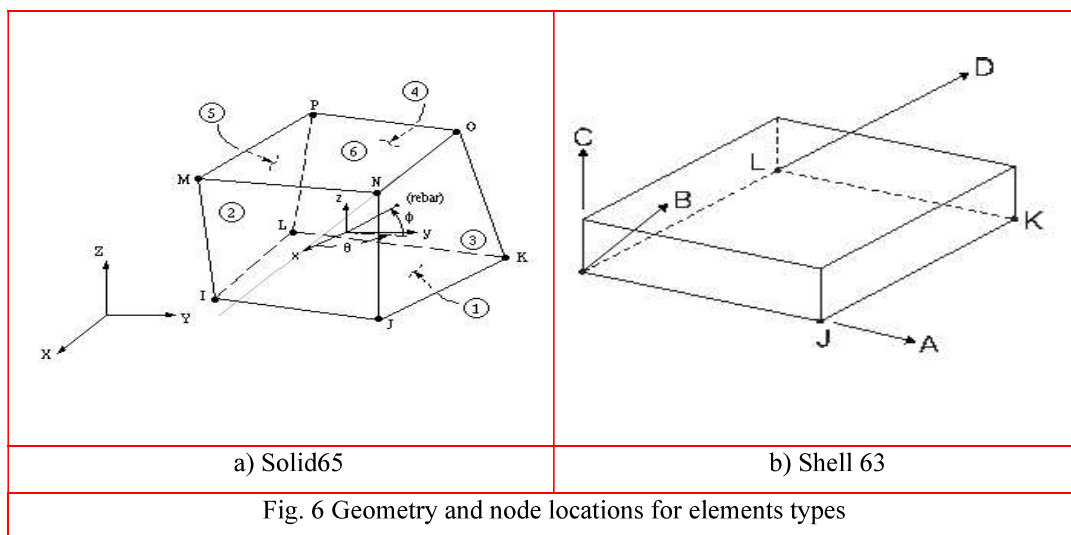 4
5
P
O
6
M
N
(rebar)
z
2
L
ϕ
y
3
θ
x
K
Z
I
1
J
Y
X
D
C
L
B
K
J
A
a) Solid65
b) Shell 63
Fig. 6 Geometry and node locations for elements types